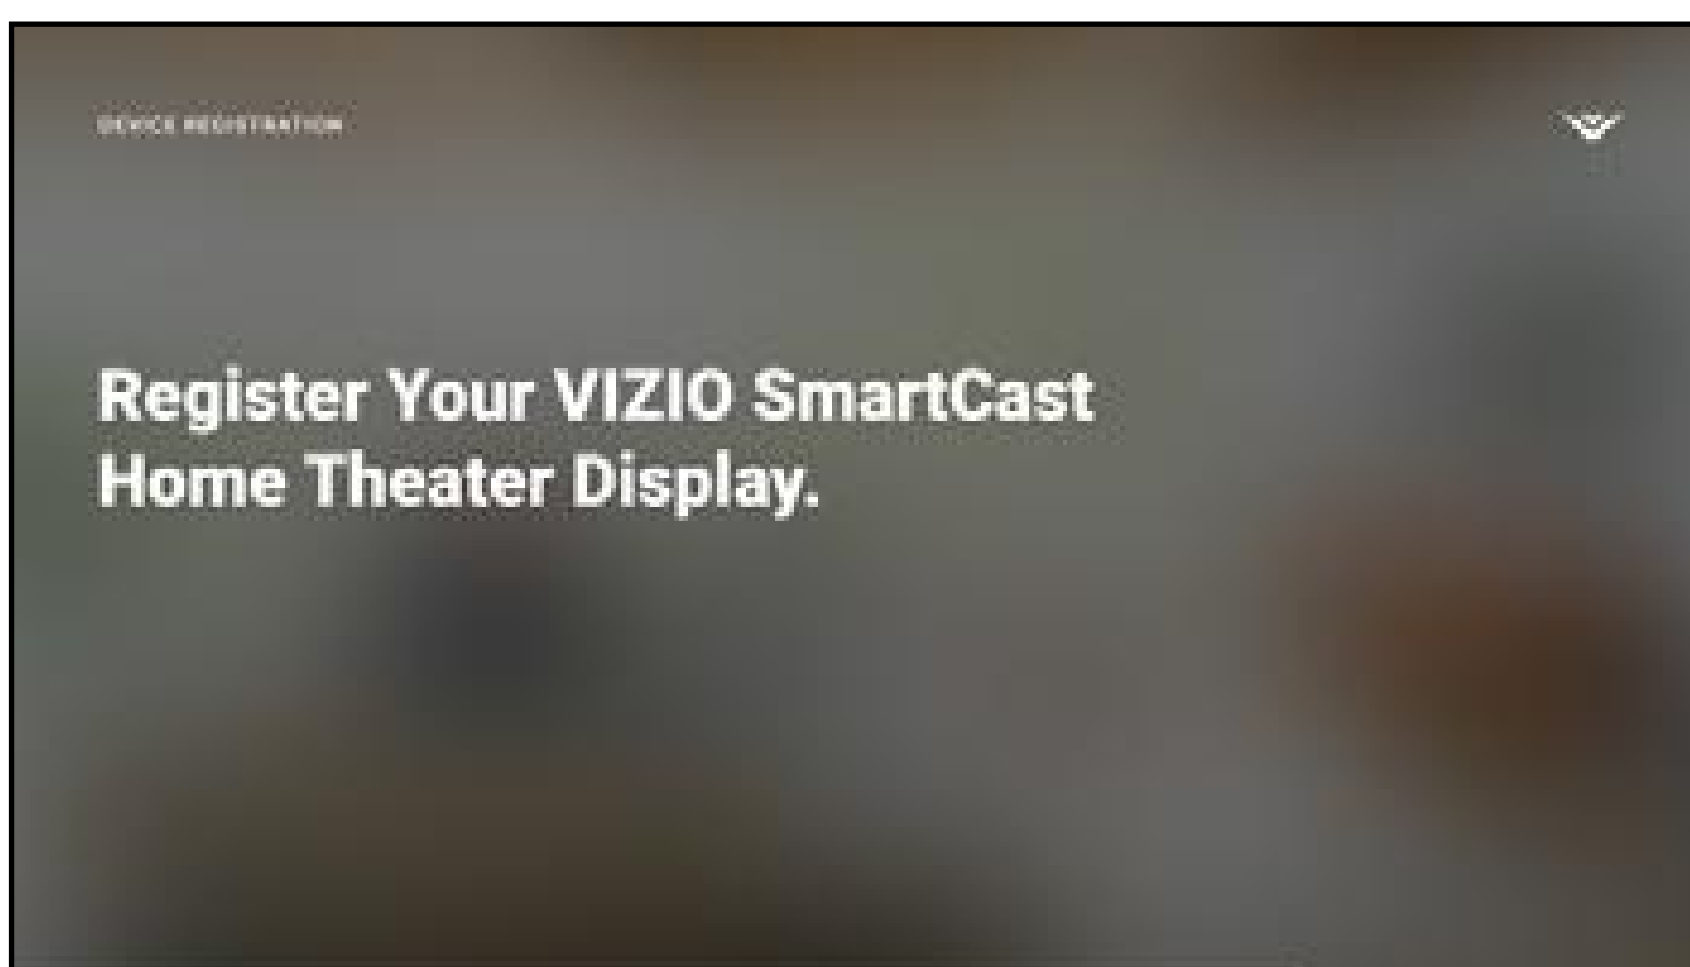 DEVICE REGISTRATION
Register Your VIZIO SmartCast
Home Theater Display.